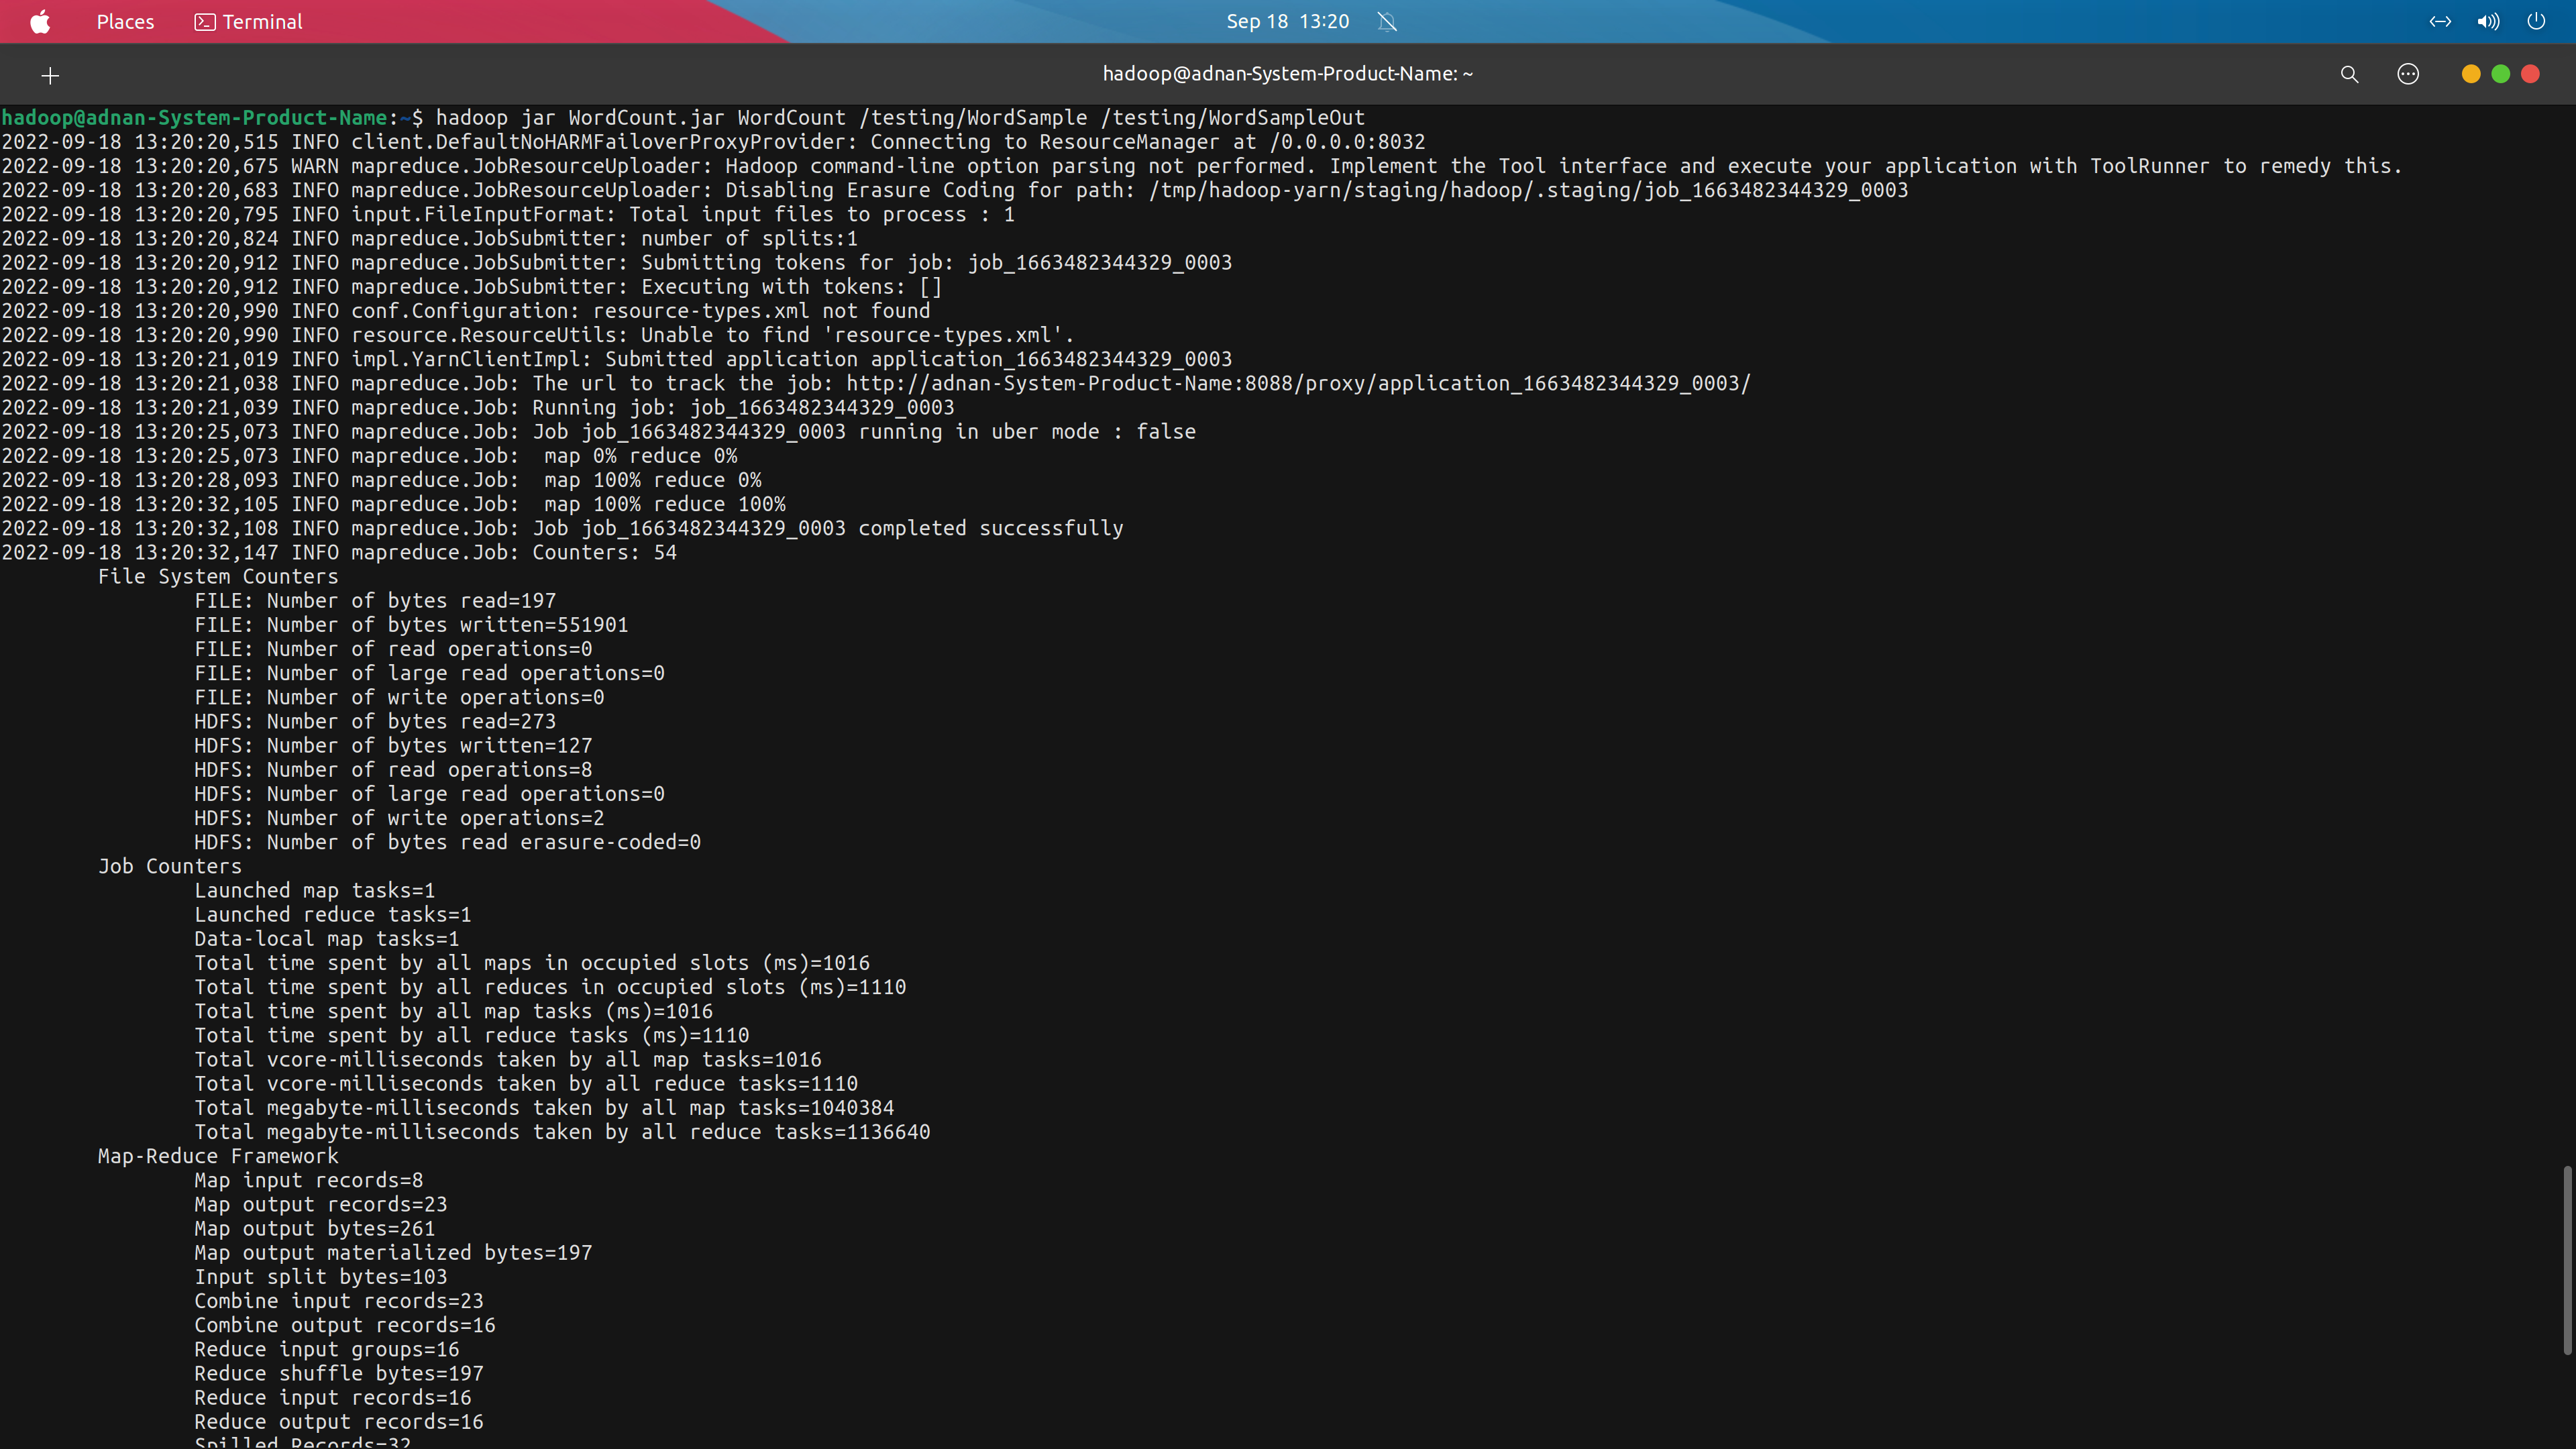 Places Terminal Sep 18 13:20
hadoop@adnan-System-Product-Name: ~
hadoop@adnan-System-Product-Name:~$ hadoop jar WordCount.jar WordCount /testing/WordSample /testing/WordSampleOut
2022-09-18 13:20:20,515 INFO client.DefaultNoHARMFailoverProxyProvider: Connecting to ResourceManager at /0.0.0.0:8032
2022-09-18 13:20:20,675 WARN mapreduce.JobResourceUploader: Hadoop command-line option parsing not performed. Implement the Tool interface and execute your application with ToolRunner to remedy this.
2022-09-18 13:20:20,683 INFO mapreduce.JobResourceUploader: Disabling Erasure Coding for path: /tmp/hadoop-yarn/staging/hadoop/.staging/job_1663482344329_0003
2022-09-18 13:20:20,795 INFO input.FileInputFormat: Total input files to process : 1
2022-09-18 13:20:20,824 INFO mapreduce.JobSubmitter: number of splits:1
2022-09-18 13:20:20,912 INFO mapreduce.JobSubmitter: Submitting tokens for job: job_1663482344329_0003
2022-09-18 13:20:20,912 INFO mapreduce.JobSubmitter: Executing with tokens: []
2022-09-18 13:20:20,990 INFO conf.Configuration: resource-types.xml not found
2022-09-18 13:20:20,990 INFO resource.ResourceUtils: Unable to find 'resource-types.xml'.
2022-09-18 13:20:21,019 INFO impl.YarnClientImpl: Submitted application application_1663482344329_0003
2022-09-18 13:20:21,038 INFO mapreduce.Job: The url to track the job: http://adnan-System-Product-Name:8088/proxy/application_1663482344329_0003/
2022-09-18 13:20:21,039 INFO mapreduce.Job: Running job: job_1663482344329_0003
2022-09-18 13:20:25,073 INFO mapreduce.Job: Job job_1663482344329_0003 running in uber mode : false
2022-09-18 13:20:25,073 INFO mapreduce.Job:  map 0% reduce 0%
2022-09-18 13:20:28,093 INFO mapreduce.Job:  map 100% reduce 0%
2022-09-18 13:20:32,105 INFO mapreduce.Job:  map 100% reduce 100%
2022-09-18 13:20:32,108 INFO mapreduce.Job: Job job_1663482344329_0003 completed successfully
2022-09-18 13:20:32,147 INFO mapreduce.Job: Counters: 54
File System Counters
FILE: Number of bytes read=197
FILE: Number of bytes written=551901
FILE: Number of read operations=0
FILE: Number of large read operations=0
FILE: Number of write operations=0
HDFS: Number of bytes read=273
HDFS: Number of bytes written=127
HDFS: Number of read operations=8
HDFS: Number of large read operations=0
HDFS: Number of write operations=2
HDFS: Number of bytes read erasure-coded=0
Job Counters
Launched map tasks=1
Launched reduce tasks=1
Data-local map tasks=1
Total time spent by all maps in occupied slots (ms)=1016
Total time spent by all reduces in occupied slots (ms)=1110
Total time spent by all map tasks (ms)=1016
Total time spent by all reduce tasks (ms)=1110
Total vcore-milliseconds taken by all map tasks=1016
Total vcore-milliseconds taken by all reduce tasks=1110
Total megabyte-milliseconds taken by all map tasks=1040384
Total megabyte-milliseconds taken by all reduce tasks=1136640
Map-Reduce Framework
Map input records=8
Map output records=23
Map output bytes=261
Map output materialized bytes=197
Input split bytes=103
Combine input records=23
Combine output records=16
Reduce input groups=16
Reduce shuffle bytes=197
Reduce input records=16
Reduce output records=16
Spilled Records=32